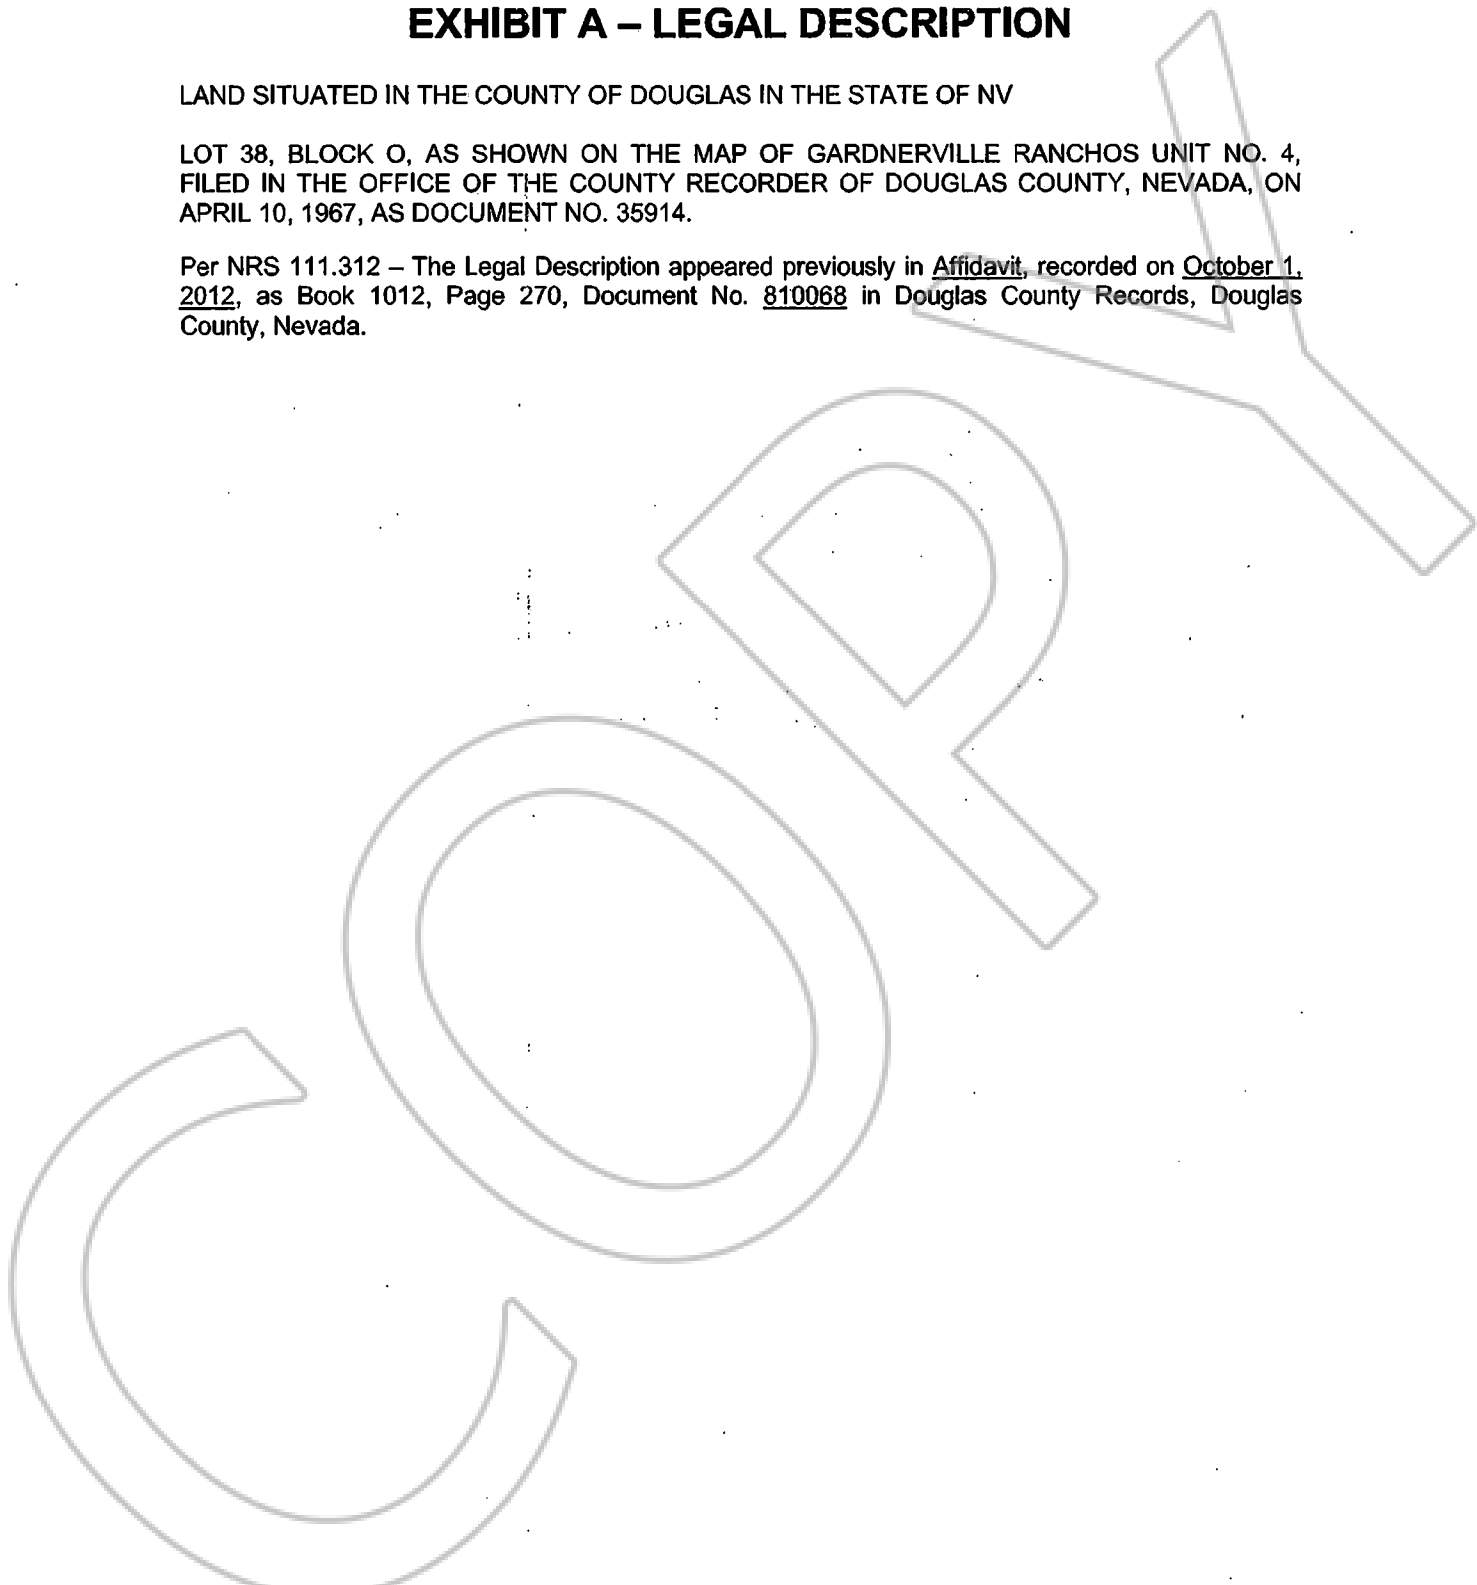 EXHIBIT A – LEGAL DESCRIPTION
LAND SITUATED IN THE COUNTY OF DOUGLAS IN THE STATE OF NV
LOT 38, BLOCK O, AS SHOWN ON THE MAP OF GARDNERVILLE RANCHOS UNIT NO. 4,
FILED IN THE OFFICE OF THE COUNTY RECORDER OF DOUGLAS COUNTY, NEVADA, ON
APRIL 10, 1967, AS DOCUMENT NO. 35914.
Per NRS 111.312 – The Legal Description appeared previously in Affidavit, recorded on October 1,
2012, as Book 1012, Page 270, Document No. 810068 in Douglas County Records, Douglas
County, Nevada.
COPY